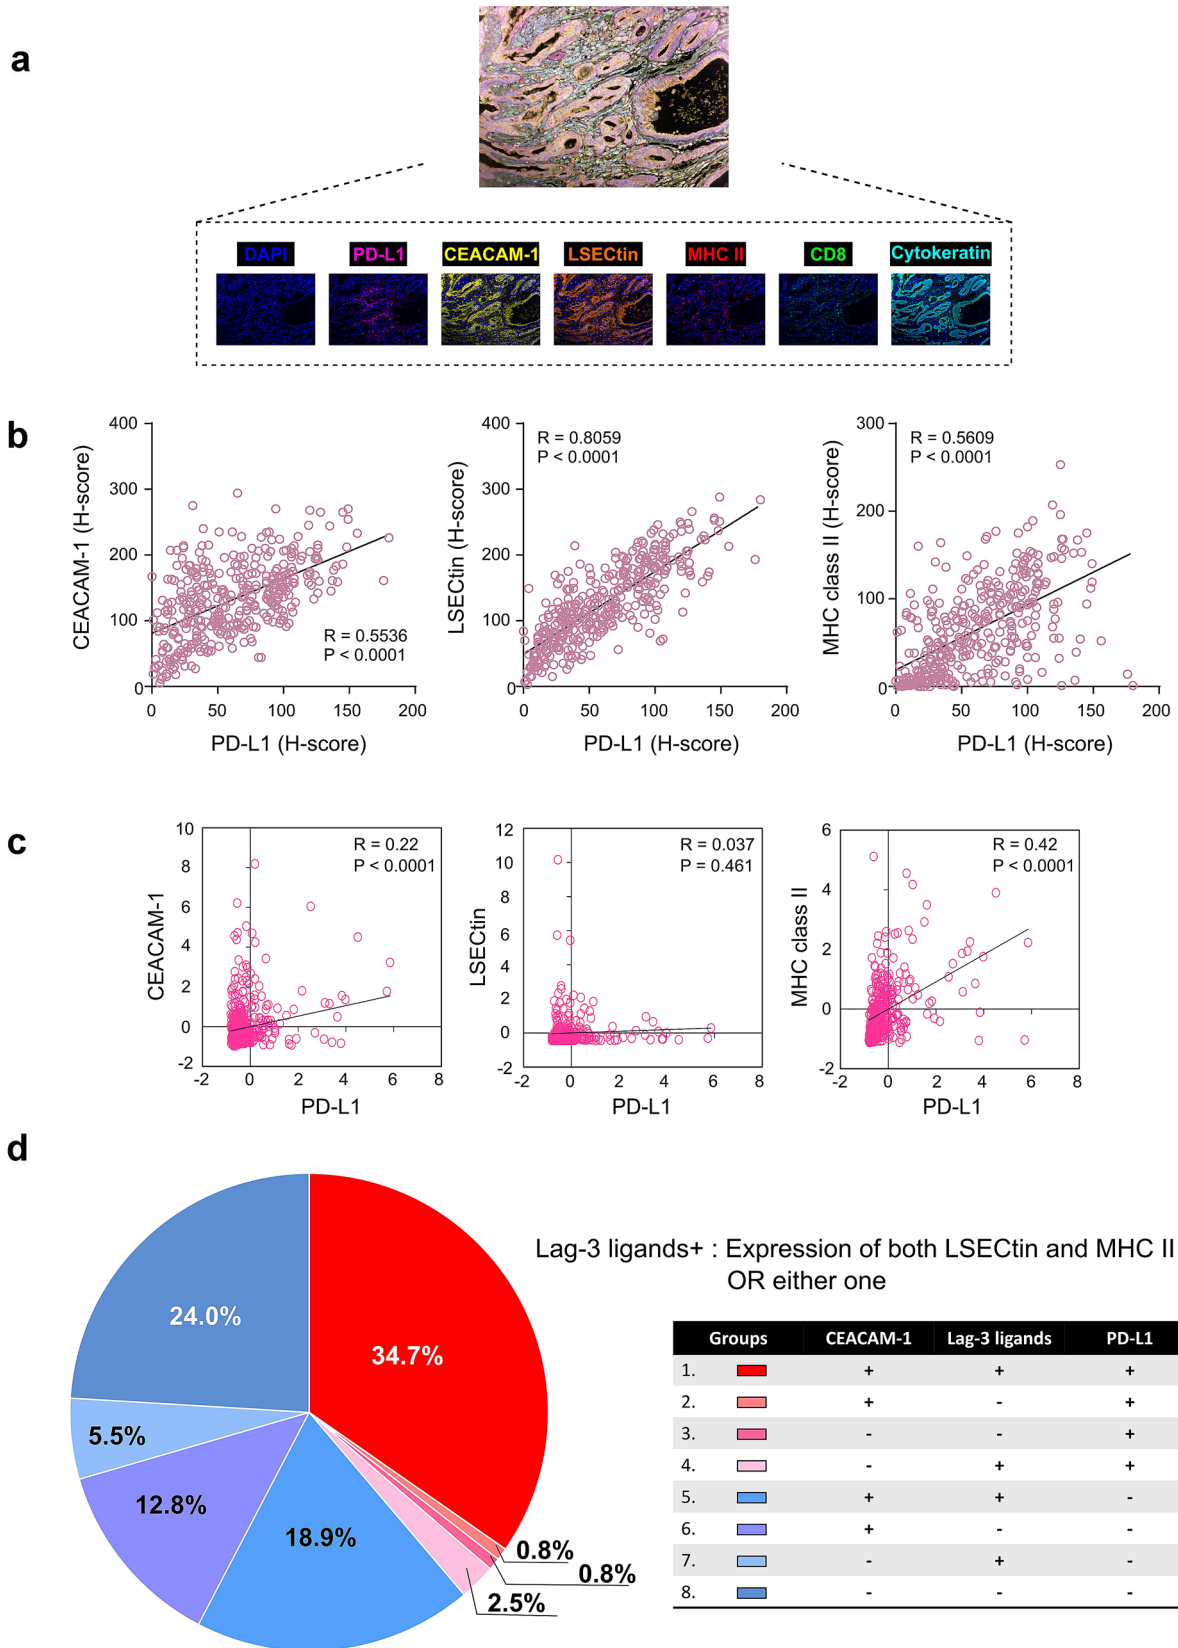 a
DAPI PD-L1 CEACAM-1 LSECtin MHC II CD8 Cytokeratin
b
CEACAM-1 (H-score)
400
300
200
100
0
R = 0.5536
P < 0.0001
0 50 100 150 200
PD-L1 (H-score)
LSECtin (H-score)
400
300
200
100
0
R = 0.8059
P < 0.0001
0 50 100 150 200
PD-L1 (H-score)
MHC class II (H-score)
300
200
100
0
R = 0.5609
P < 0.0001
0 50 100 150 200
PD-L1 (H-score)
c
CEACAM-1
10
8
6
4
2
0
-2
R = 0.22
P < 0.0001
-2 0 2 4 6 8
PD-L1
LSECtin
12
10
8
6
4
2
0
-2
R = 0.037
P = 0.461
-2 0 2 4 6 8
PD-L1
MHC class II
6
4
2
0
-2
R = 0.42
P < 0.0001
-2 0 2 4 6 8
PD-L1
d
34.7%
0.8%
0.8%
2.5%
18.9%
12.8%
5.5%
24.0%
Lag-3 ligands+ : Expression of both LSECtin and MHC II
OR either one
Groups CEACAM-1 Lag-3 ligands PD-L1
1. + + +
2. + - +
3. - - +
4. - + +
5. + + -
6. + - -
7. - + -
8. - - -